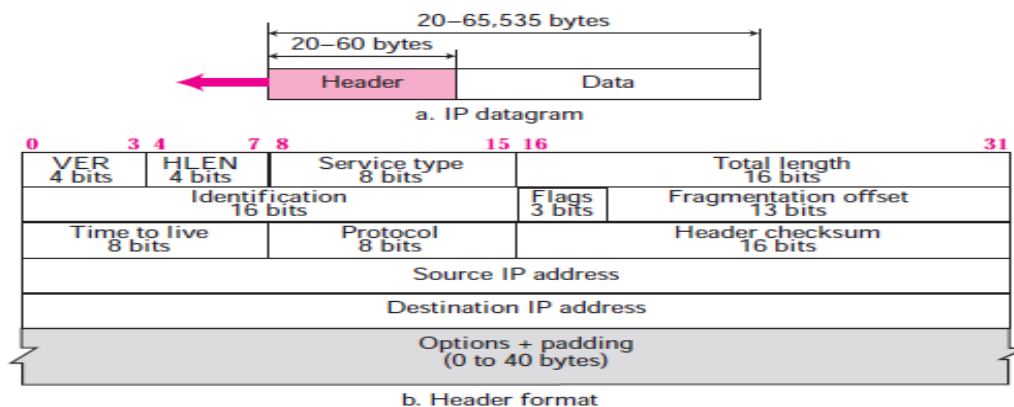 20–65,535 bytes
20–60 bytes
Header Data
a. IP datagram
0 3 4 7 8 15 16 31
VER HLEN Service type Total length
4 bits 4 bits 8 bits 16 bits
Identification Flags Fragmentation offset
16 bits 3 bits 13 bits
Time to live Protocol Header checksum
8 bits 8 bits 16 bits
Source IP address
Destination IP address
Options + padding
(0 to 40 bytes)
b. Header format